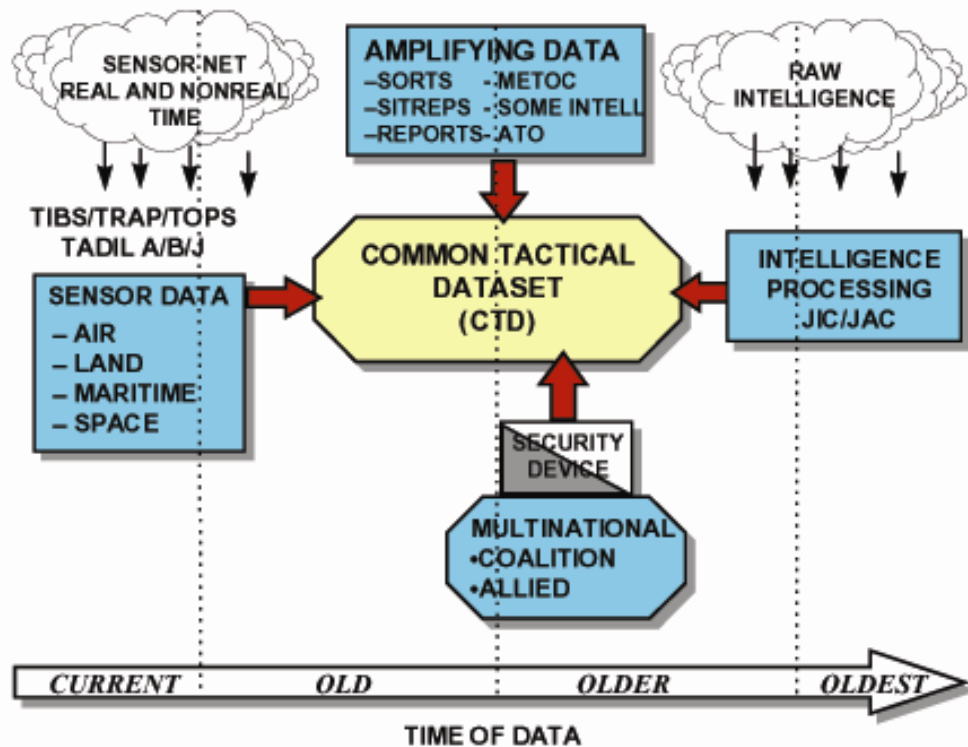 SENSOR NET
REAL AND NONREAL
TIME
AMPLIFYING DATA
–SORTS - METOC
–SITREPS - SOME INTELL
–REPORTS- ATO
RAW
INTELLIGENCE
TIBS/TRAP/TOPS
TADIL A/B/J
SENSOR DATA
– AIR
– LAND
– MARITIME
– SPACE
COMMON TACTICAL
DATASET
(CTD)
INTELLIGENCE
PROCESSING
JIC/JAC
SECURITY
DEVICE
MULTINATIONAL
•COALITION
•ALLIED
CURRENT OLD OLDER OLDEST
TIME OF DATA